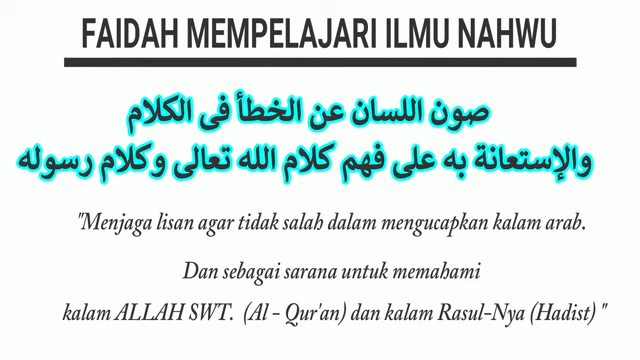 FAIDAH MEMPELAJARI ILMU NAHWU
صون اللسان عن الخطأ فى الكلام
والإستعانة به على فهم كلام الله تعالى وكلام رسوله
"Menjaga lisan agar tidak salah dalam mengucapkan kalam arab.
Dan sebagai sarana untuk memahami
kalam ALLAH SWT. (Al - Qur'an) dan kalam Rasul-Nya (Hadist) "